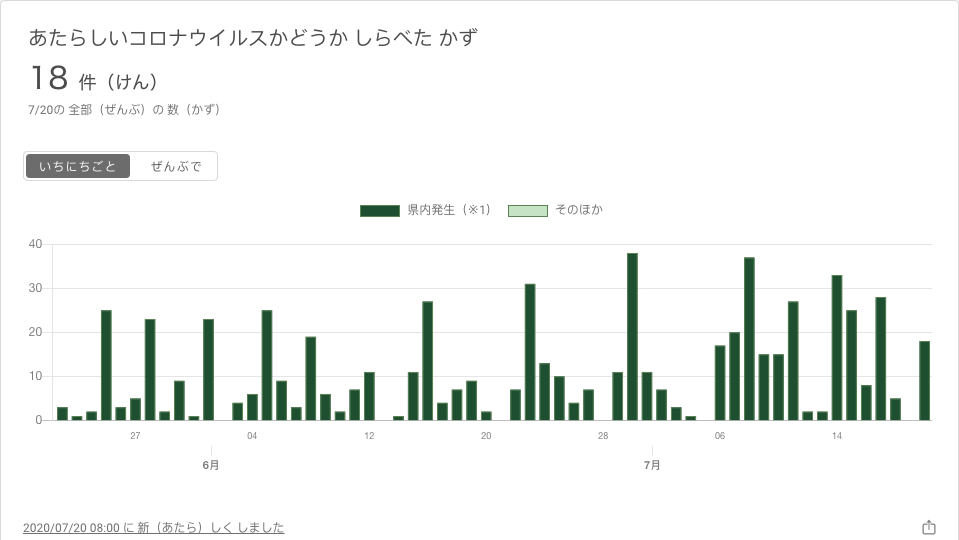 あたらしいコロナウイルスかどうか しらべた かず
18 件（けん）
7/20の 全部（ぜんぶ）の 数（かず）
いちにちごと ぜんぶで
県内発生（※1） そのほか
40
30
20
10
0
27 04 12 20 28 06 14
6月 7月
2020/07/20 08:00 に 新（あたら）しく しました